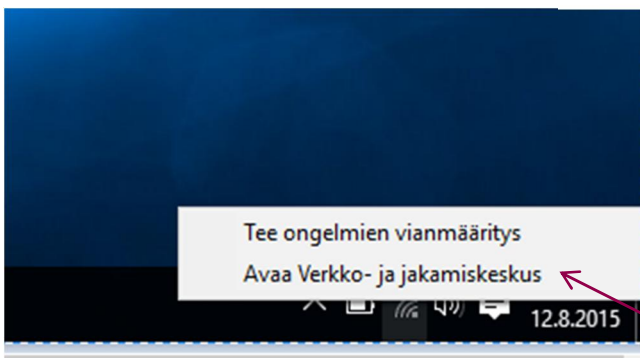 Tee ongelmien vianmääritys
Avaa Verkko- ja jakamiskeskus
12.8.2015